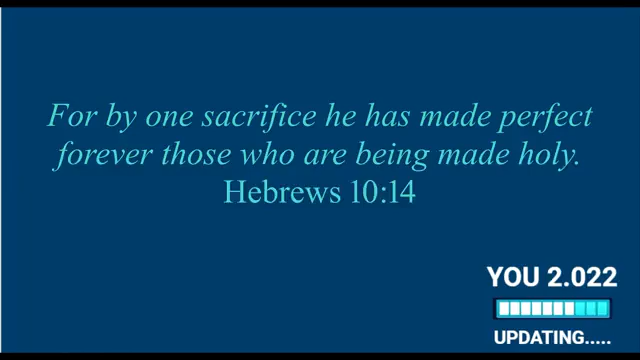 For by one sacrifice he has made perfect
forever those who are being made holy.
Hebrews 10:14
YOU 2.022
UPDATING.....